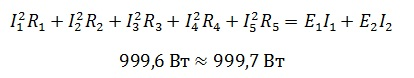 I₁²R₁ + I₂²R₂ + I₃²R₃ + I₄²R₄ + I₅²R₅ = E₁I₁ + E₂I₂
999,6 Вт ≈ 999,7 Вт